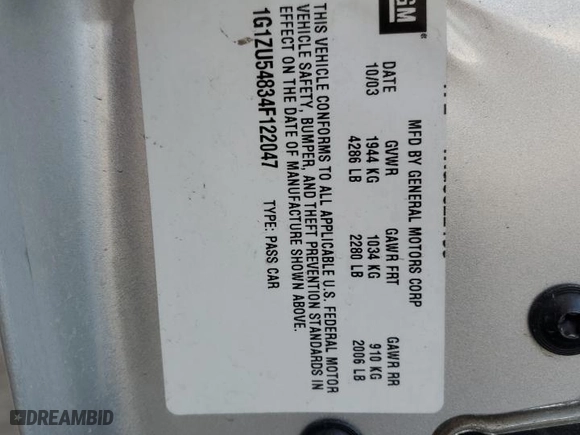 GM
®
MFD BY GENERAL MOTORS CORP
DATE GVWR GAWR FRT GAWR RR
10/03 1944 KG 1034 KG 910 KG
4286 LB 2280 LB 2006 LB
THIS VEHICLE CONFORMS TO ALL APPLICABLE U.S. FEDERAL MOTOR
VEHICLE SAFETY, BUMPER, AND THEFT PREVENTION STANDARDS IN
EFFECT ON THE DATE OF MANUFACTURE SHOWN ABOVE.
1G1ZU54834F122047 TYPE: PASS CAR
DREAMBID